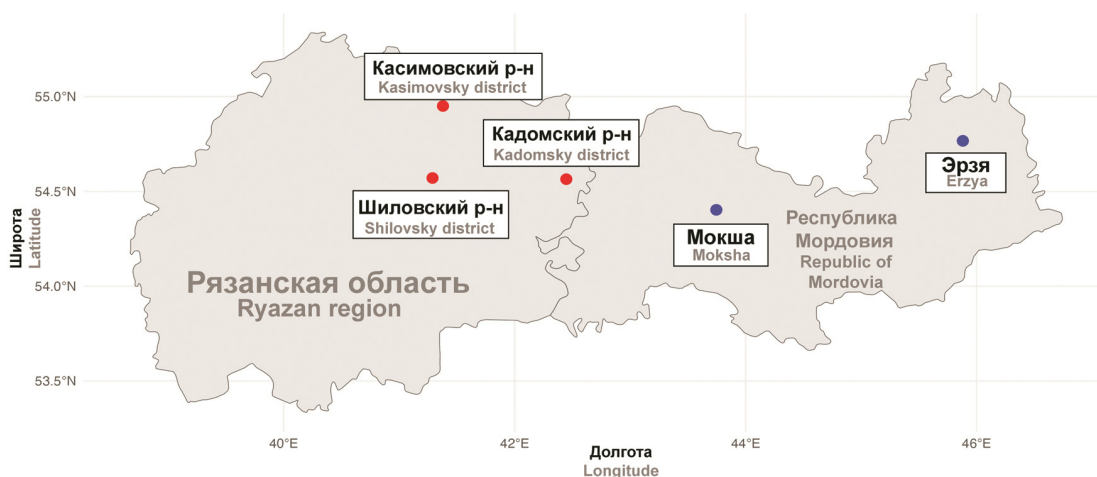 Касимовский р-н
Kasimovsky district
55.0°N
Кадомский р-н
Kadomsky district
Эрзя
Erzya
54.5°N
Шиловский р-н
Shilovsky district
Мокша
Moksha
Республика
Мордовия
Republic of
Mordovia
Широта
Latitude
Рязанская область
Ryazan region
54.0°N
53.5°N
40°E
42°E
44°E
46°E
Долгота
Longitude